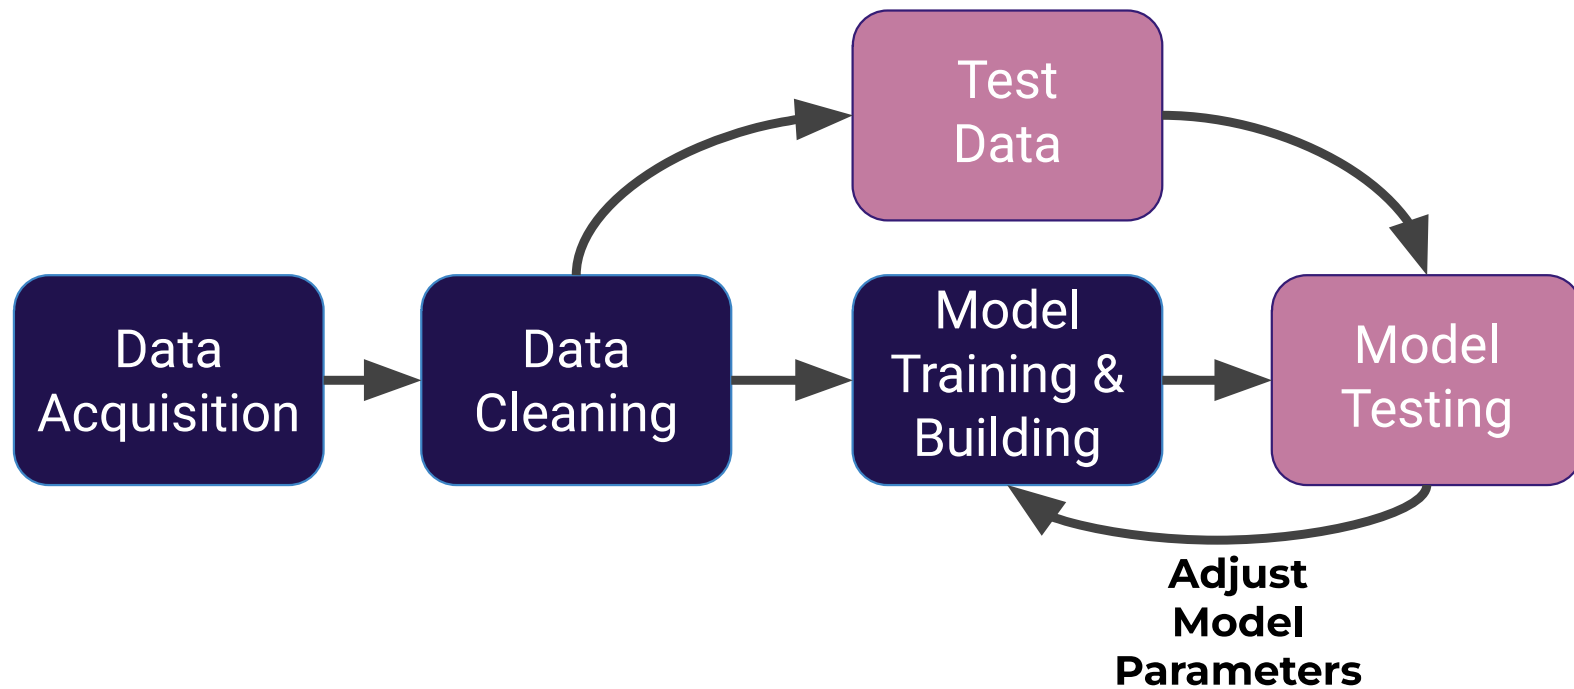 Test
Data
Data
Acquisition
Data
Cleaning
Model
Training &
Building
Model
Testing
Adjust
Model
Parameters